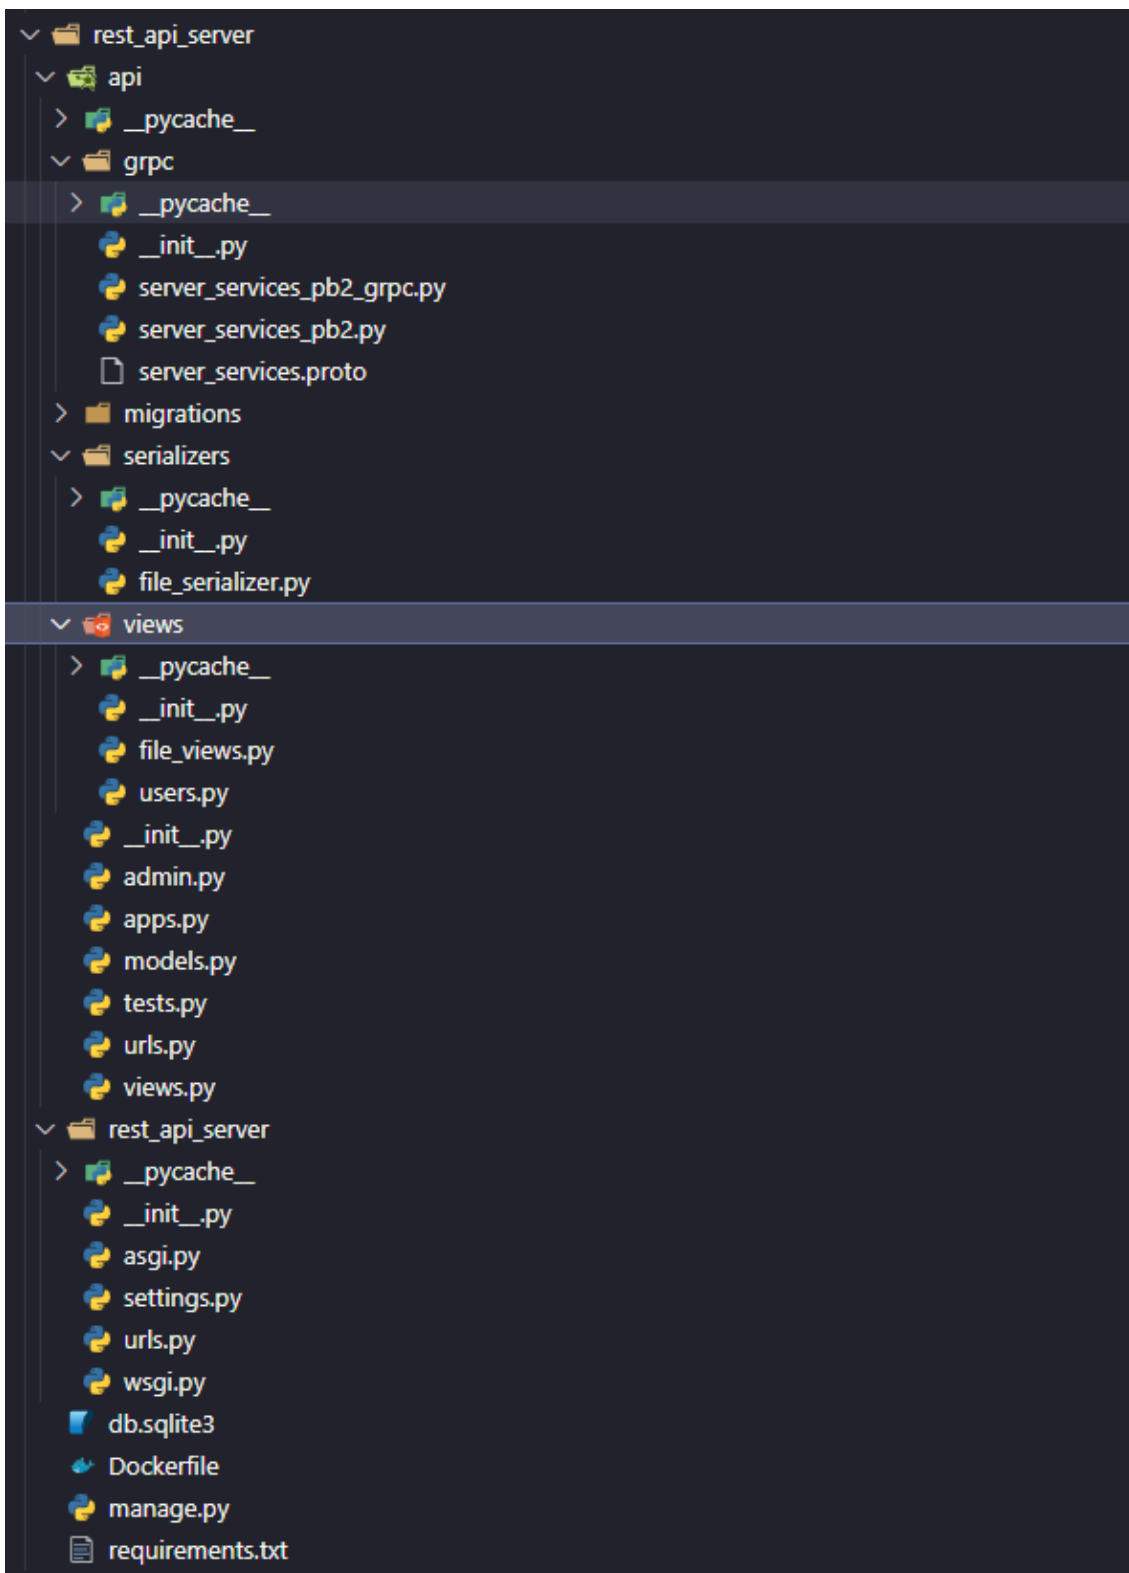 rest_api_server
api
__pycache__
grpc
__pycache__
__init__.py
server_services_pb2_grpc.py
server_services_pb2.py
server_services.proto
migrations
serializers
__pycache__
__init__.py
file_serializer.py
views
__pycache__
__init__.py
file_views.py
users.py
__init__.py
admin.py
apps.py
models.py
tests.py
urls.py
views.py
rest_api_server
__pycache__
__init__.py
asgi.py
settings.py
urls.py
wsgi.py
db.sqlite3
Dockerfile
manage.py
requirements.txt